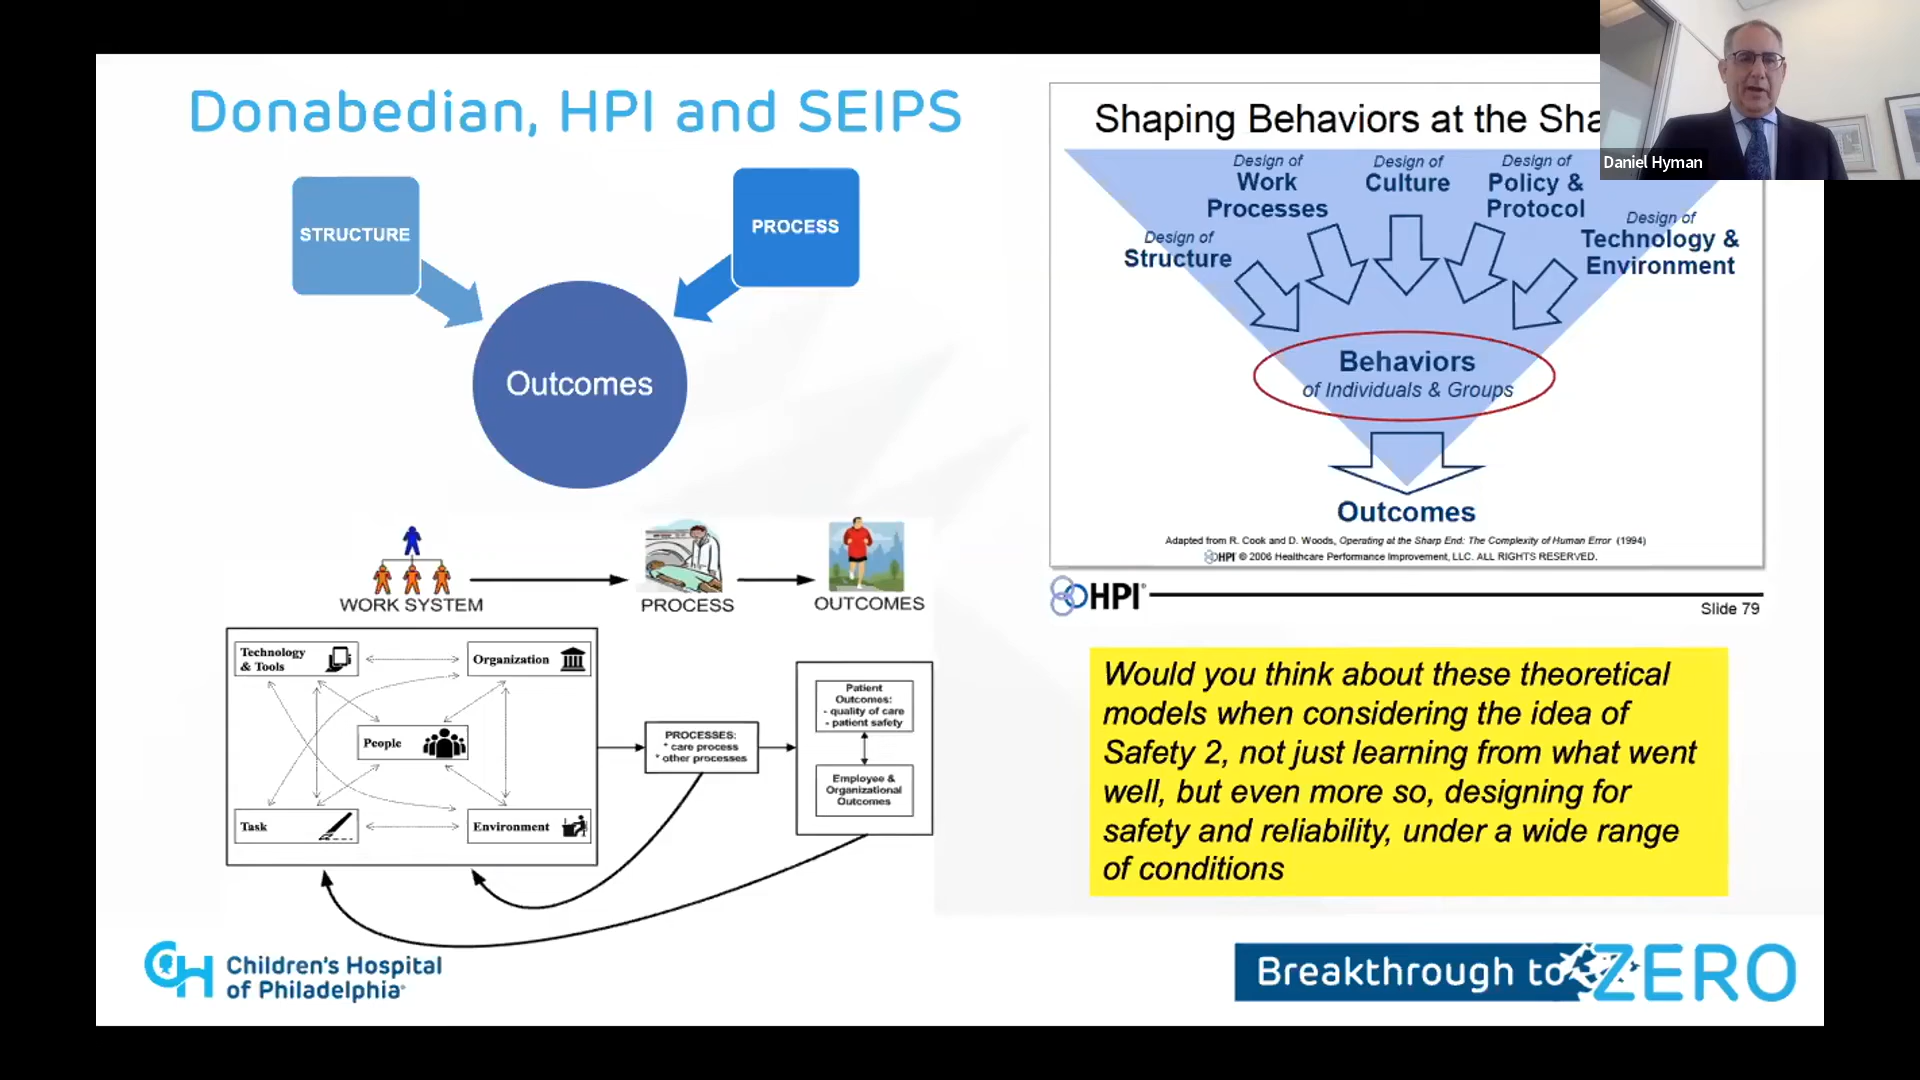 Donabedian, HPI and SEIPS
STRUCTURE
PROCESS
Outcomes
WORK SYSTEM
PROCESS
OUTCOMES
Technology
& Tools
Organization
People
Task
Environment
PROCESSES:
* care process
* other processes
Patient
Outcomes:
- quality of care
- patient safety
Employee &
Organizational
Outcomes
Shaping Behaviors at the Sha
Design of
Work
Processes
Design of
Culture
Design of
Policy &
Protocol
Design of
Structure
Design of
Technology &
Environment
Behaviors
of Individuals & Groups
Outcomes
Adapted from R. Cook and D. Woods, Operating at the Sharp End: The Complexity of Human Error (1994)
HPI © 2006 Healthcare Performance Improvement, LLC. ALL RIGHTS RESERVED.
HPI
Slide 79
Would you think about these theoretical
models when considering the idea of
Safety 2, not just learning from what went
well, but even more so, designing for
safety and reliability, under a wide range
of conditions
CH Children's Hospital
of Philadelphia
Breakthrough to ZERO
Daniel Hyman